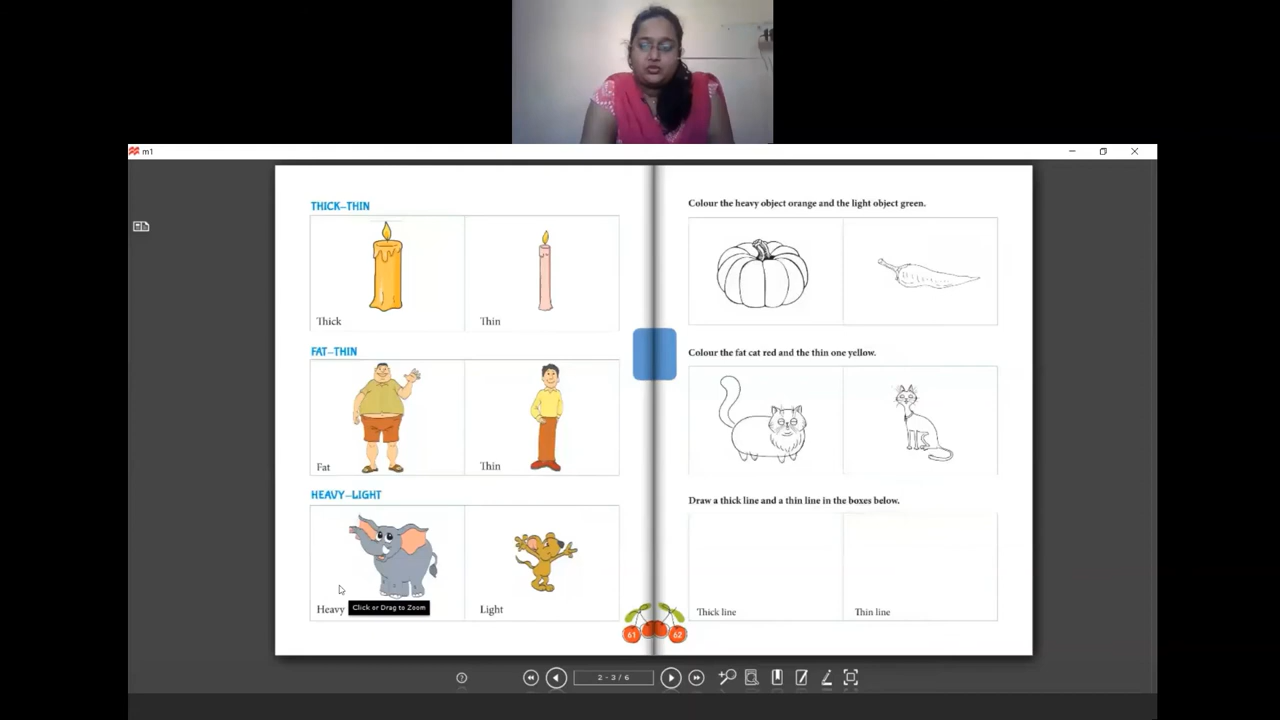 m1
THICK–THIN
Thick
Thin
FAT–THIN
Fat
Thin
HEAVY–LIGHT
Heavy
Click or Drag to Zoom
Light
61
Colour the heavy object orange and the light object green.
Colour the fat cat red and the thin one yellow.
Draw a thick line and a thin line in the boxes below.
Thick line
Thin line
62
2 - 3 / 6